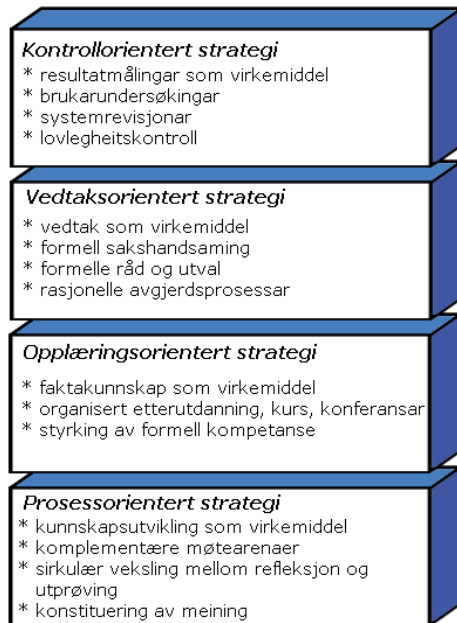 Kontrollorientert strategi
* resultatmålingar som virkemiddel
* brukarundersøkingar
* systemrevisjonar
* lovlegheitskontroll
Vedtaksorientert strategi
* vedtak som virkemiddel
* formell sakshandsaming
* formelle råd og utval
* rasjonelle avgjerdsprosessar
Opplæringsorientert strategi
* faktakunnskap som virkemiddel
* organisert etterutdanning, kurs, konferansar
* styrking av formell kompetanse
Prosessorientert strategi
* kunnskapsutvikling som virkemiddel
* komplementære møtearenaer
* sirkulær veksling mellom refleksjon og
utprøving
* konstituering av meining